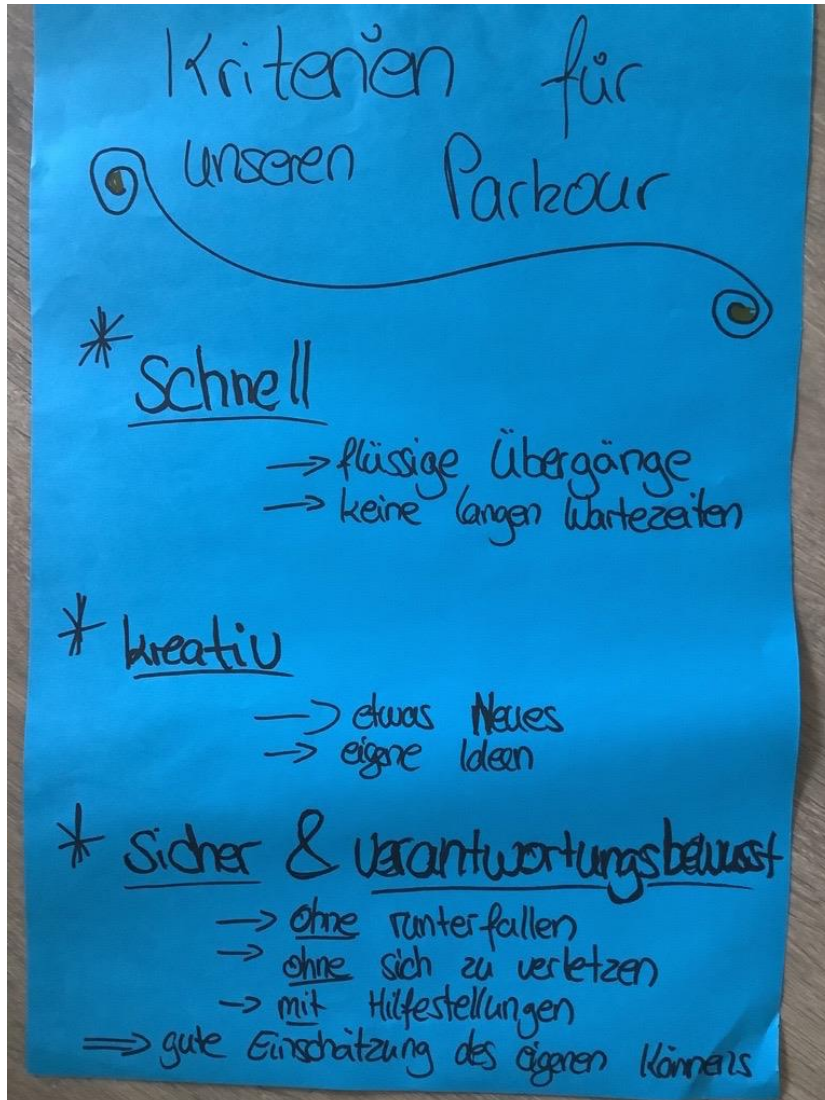 Kriterien für
unseren Parkour
* Schnell
→ flüssige Übergänge
→ keine langen Wartezeiten
* kreativ
→ etwas Neues
→ eigene Ideen
* Sicher & verantwortungsbewusst
→ ohne runterfallen
→ ohne sich zu verletzen
→ mit Hilfestellungen
⇒ gute Einschätzung des eigenen Könnens